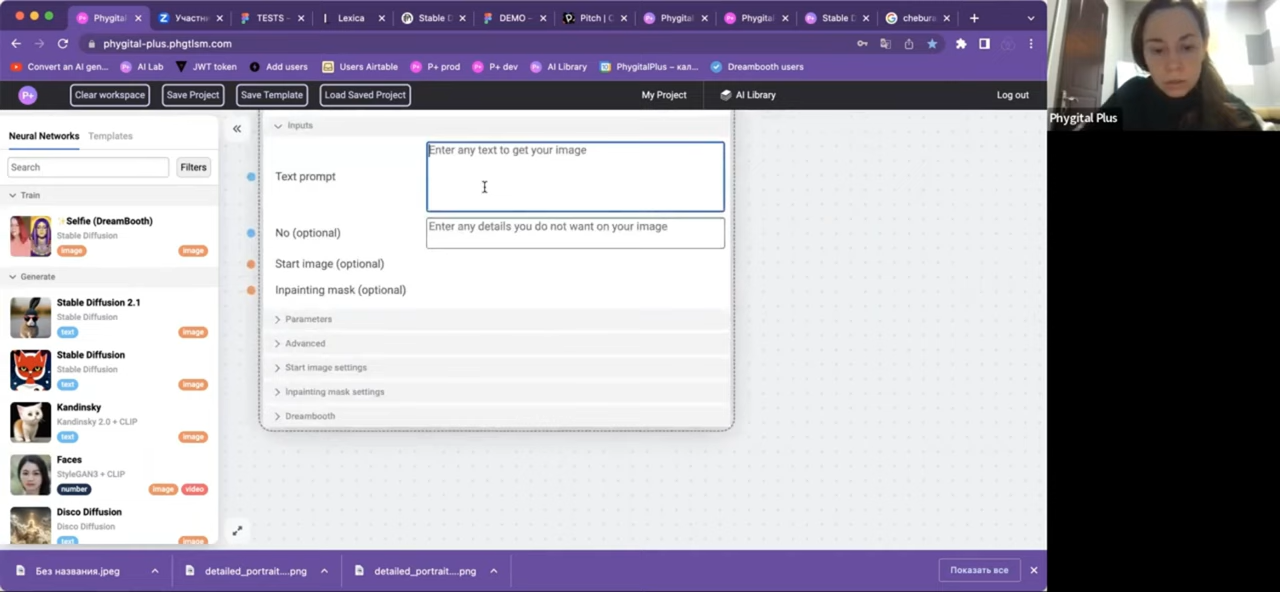 Phygital
Участни
TESTS –
Lexica
Stable D
DEMO –
Pitch | C
Phygital
Phygital
Stable D
chebura
phygital-plus.phgtlsm.com
Convert an AI gen...
AI Lab
JWT token
Add users
Users Airtable
P+ prod
P+ dev
AI Library
PhygitalPlus – кал...
Dreambooth users
P+
Clear workspace
Save Project
Save Template
Load Saved Project
My Project
AI Library
Log out
Phygital Plus
Neural Networks
Templates
Search
Filters
Train
Selfie (DreamBooth)
Stable Diffusion
image
image
Generate
Stable Diffusion 2.1
Stable Diffusion
text
image
Stable Diffusion
Stable Diffusion
text
image
Kandinsky
Kandinsky 2.0 + CLIP
text
image
Faces
StyleGAN3 + CLIP
number
image
video
Disco Diffusion
Disco Diffusion
text
image
Inputs
Text prompt
Enter any text to get your image
No (optional)
Enter any details you do not want on your image
Start image (optional)
Inpainting mask (optional)
Parameters
Advanced
Start image settings
Inpainting mask settings
Dreambooth
Без названия.jpeg
detailed_portrait....png
detailed_portrait....png
Показать все